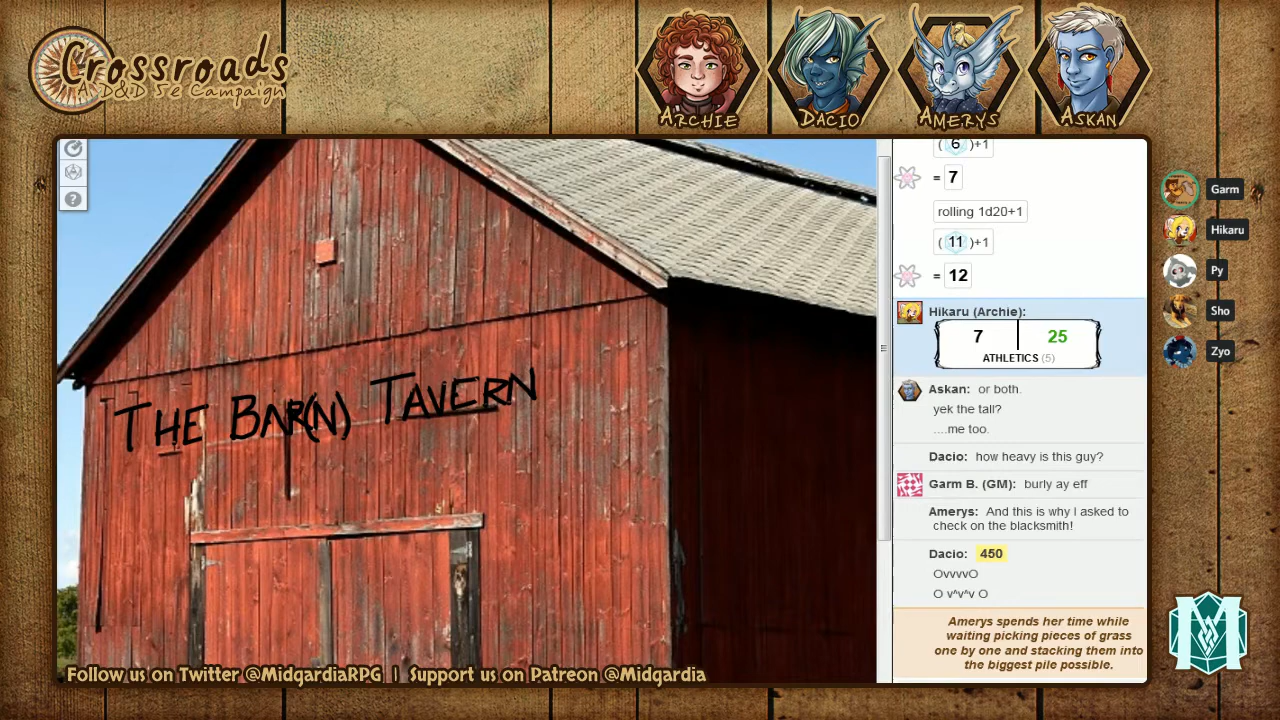 Crossroads
A D&D 5e Campaign
ARCHIE
DACIO
AMERYS
ASKAN
(6)+1
= 7
rolling 1d20+1
(11)+1
= 12
Hikaru (Archie):
7 25
ATHLETICS (5)
Askan: or both.
yek the tall?
....me too.
Dacio: how heavy is this guy?
Garm B. (GM): burly ay eff
Amerys: And this is why I asked to
check on the blacksmith!
Dacio: 450
OvvvvO
O v^v^v O
Amerys spends her time while
waiting picking pieces of grass
one by one and stacking them into
the biggest pile possible.
Garm
Hikaru
Py
Sho
Zyo
THE BAR(N) TAVERN
Follow us on Twitter @MidgardiaRPG | Support us on Patreon @Midgardia
M